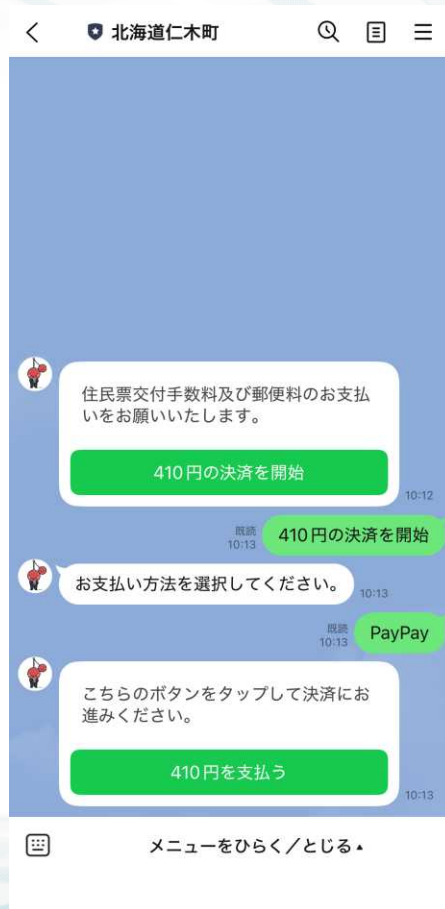 北海道仁木町
住民票交付手数料及び郵便料のお支払
いをお願いいたします。
410円の決済を開始
10:12
既読
10:13
410円の決済を開始
お支払い方法を選択してください。
10:13
既読
10:13
PayPay
こちらのボタンをタップして決済にお
進みください。
410円を支払う
10:13
メニューをひらく/とじる▲